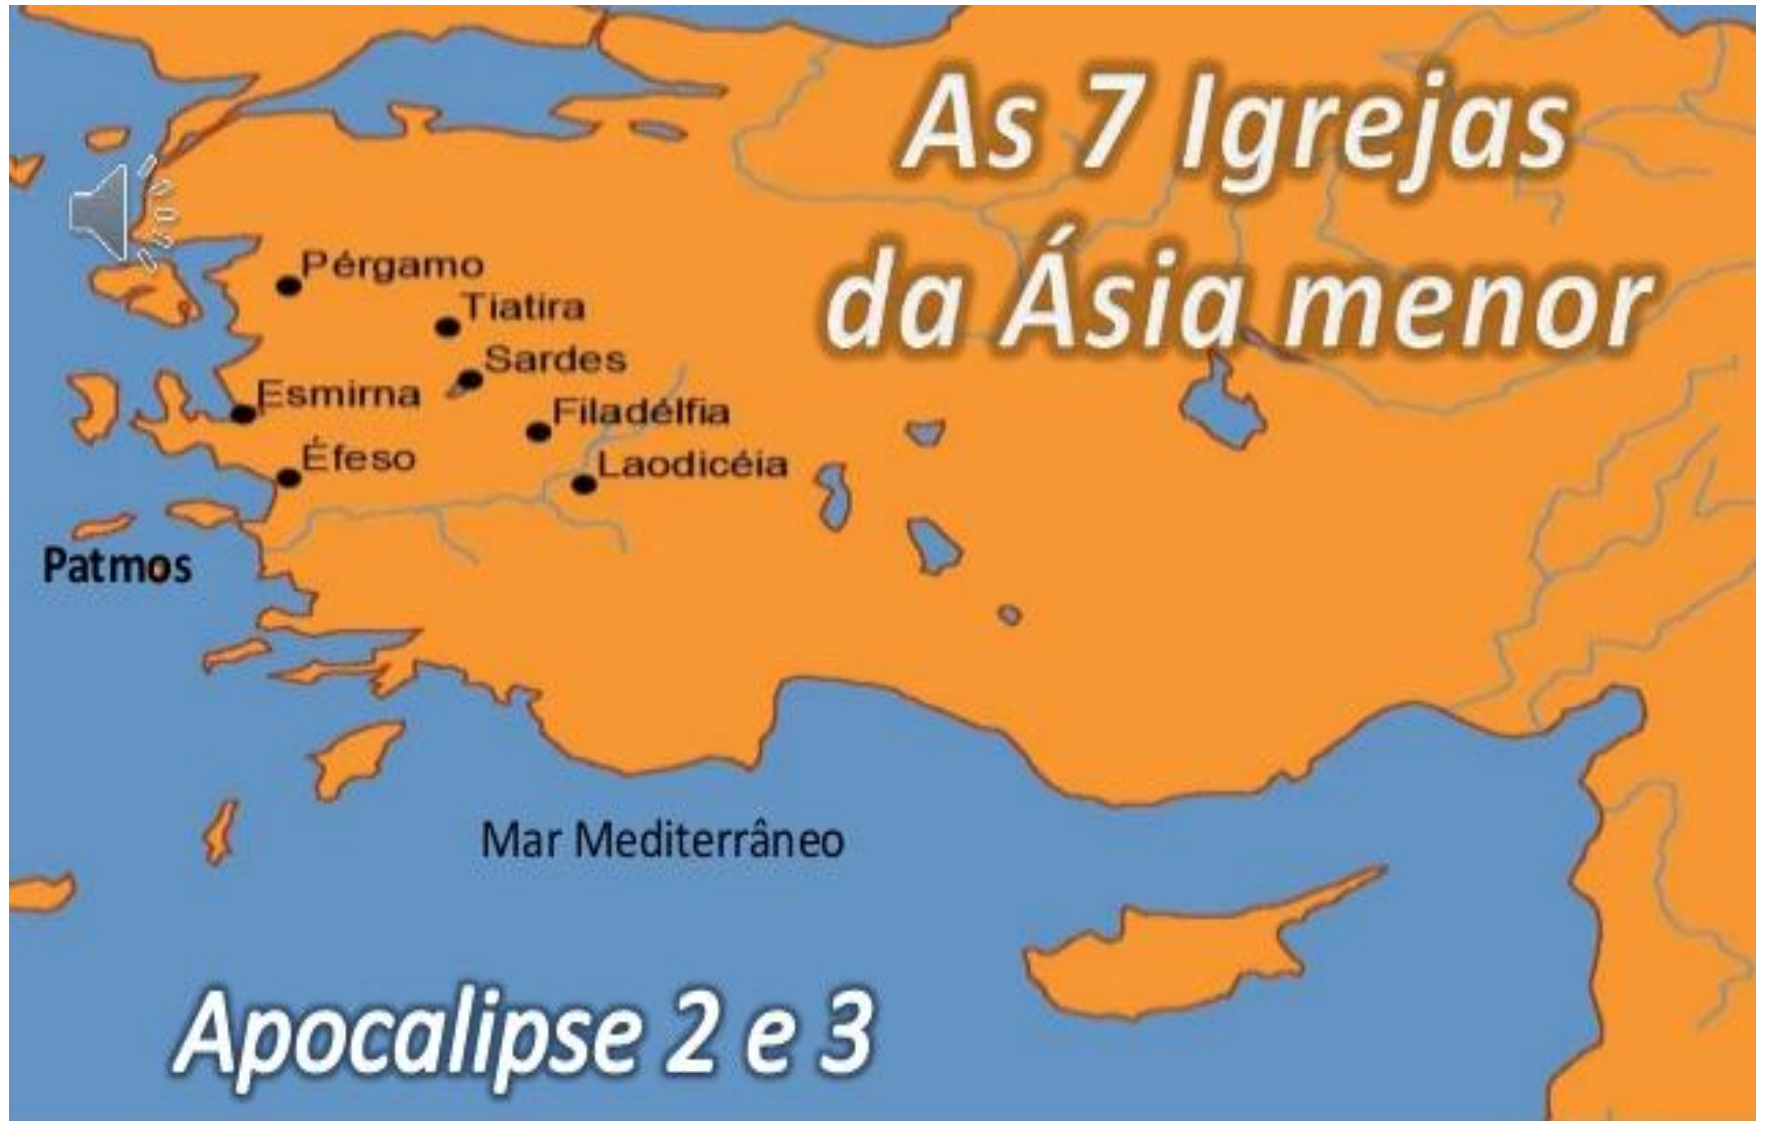 As 7 Igrejas
da Ásia menor
Pérgamo
Tiatira
Sardes
Esmirna
Filadélfia
Éfeso
Laodicéia
Patmos
Mar Mediterrâneo
Apocalipse 2 e 3